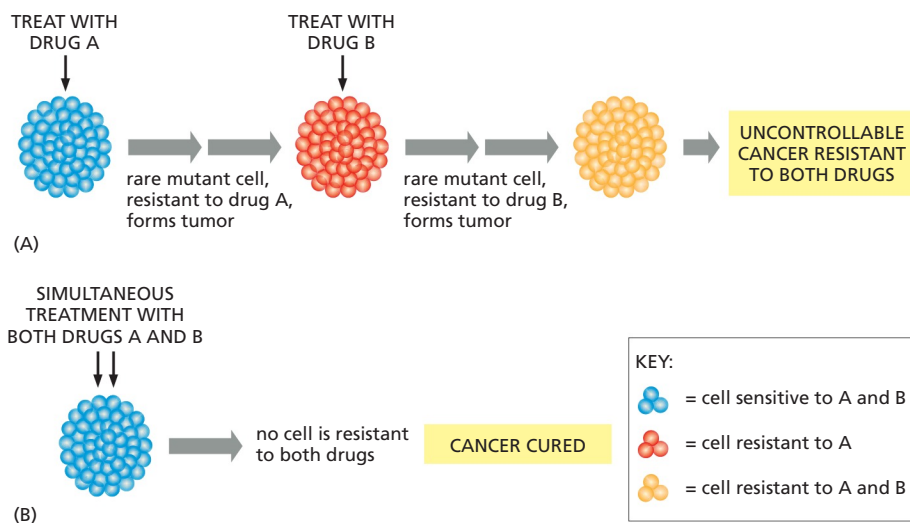 TREAT WITH
DRUG A
TREAT WITH
DRUG B
rare mutant cell,
resistant to drug A,
forms tumor
rare mutant cell,
resistant to drug B,
forms tumor
UNCONTROLLABLE
CANCER RESISTANT
TO BOTH DRUGS
(A)
SIMULTANEOUS
TREATMENT WITH
BOTH DRUGS A AND B
no cell is resistant
to both drugs
CANCER CURED
(B)
KEY:
= cell sensitive to A and B
= cell resistant to A
= cell resistant to A and B